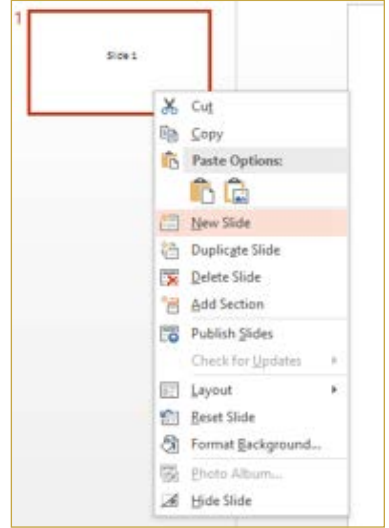 1
Slide 1
Cut
Copy
Paste Options:
New Slide
Duplicate Slide
Delete Slide
Add Section
Publish Slides
Check for Updates
Layout
Reset Slide
Format Background...
Photo Album...
Hide Slide